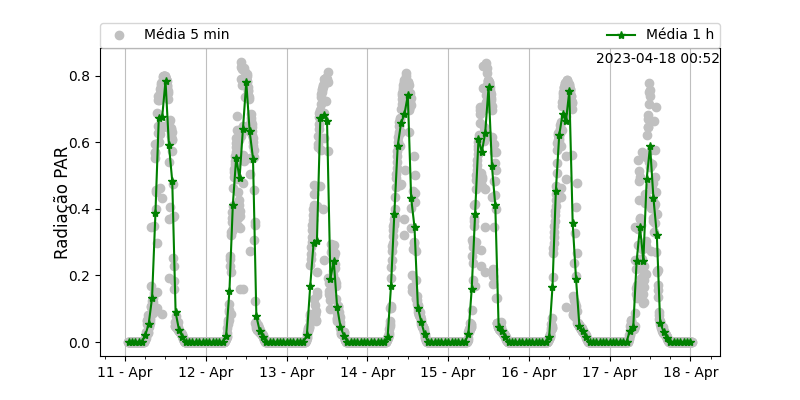 Média 5 min
Média 1 h
2023-04-18 00:52
Radiação PAR
0.8
0.6
0.4
0.2
0.0
11 - Apr
12 - Apr
13 - Apr
14 - Apr
15 - Apr
16 - Apr
17 - Apr
18 - Apr